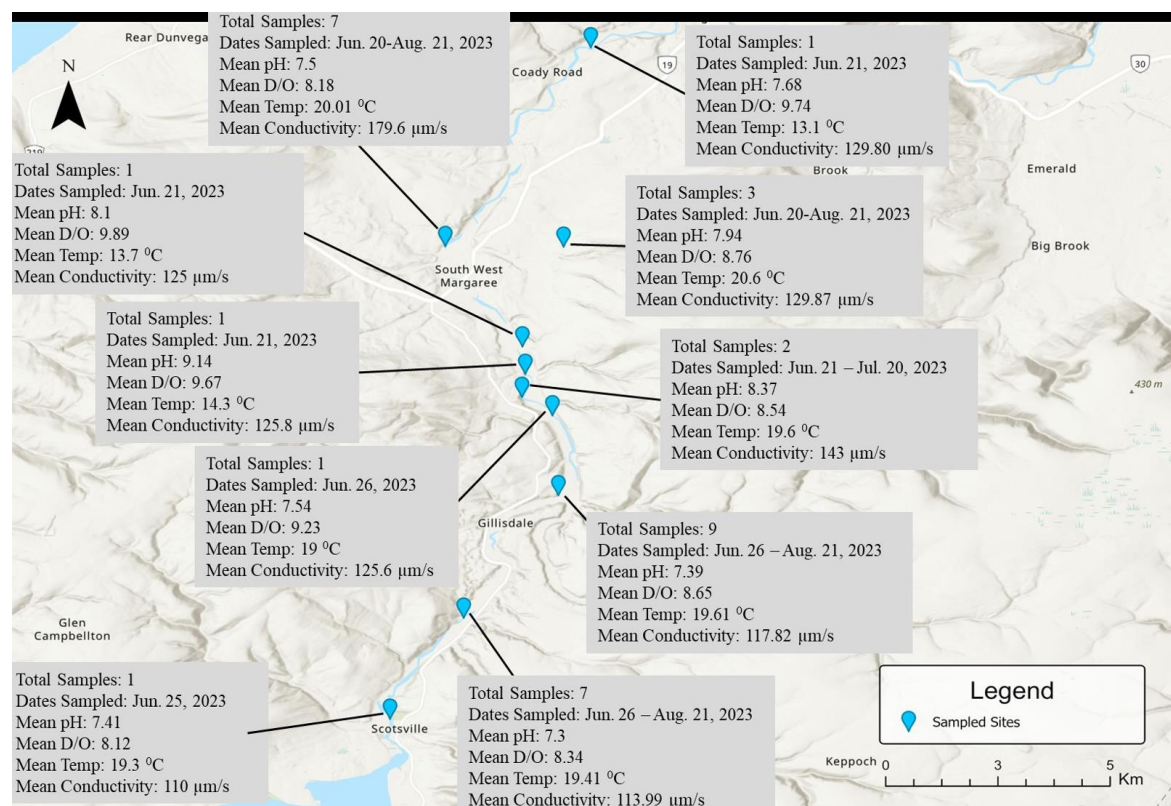 Total Samples: 7
Dates Sampled: Jun. 20-Aug. 21, 2023
Mean pH: 7.5
Mean D/O: 8.18
Mean Temp: 20.01 ⁰C
Mean Conductivity: 179.6 µm/s
Total Samples: 1
Dates Sampled: Jun. 21, 2023
Mean pH: 7.68
Mean D/O: 9.74
Mean Temp: 13.1 ⁰C
Mean Conductivity: 129.80 µm/s
Rear Dunvega
N
219
Coady Road
19
30
Total Samples: 1
Dates Sampled: Jun. 21, 2023
Mean pH: 8.1
Mean D/O: 9.89
Mean Temp: 13.7 ⁰C
Mean Conductivity: 125 µm/s
Brook
Emerald
Total Samples: 3
Dates Sampled: Jun. 20-Aug. 21, 2023
Mean pH: 7.94
Mean D/O: 8.76
Mean Temp: 20.6 ⁰C
Mean Conductivity: 129.87 µm/s
Big Brook
South West
Margaree
Total Samples: 1
Dates Sampled: Jun. 21, 2023
Mean pH: 9.14
Mean D/O: 9.67
Mean Temp: 14.3 ⁰C
Mean Conductivity: 125.8 µm/s
Total Samples: 2
Dates Sampled: Jun. 21 – Jul. 20, 2023
Mean pH: 8.37
Mean D/O: 8.54
Mean Temp: 19.6 ⁰C
Mean Conductivity: 143 µm/s
430 m
Total Samples: 1
Dates Sampled: Jun. 26, 2023
Mean pH: 7.54
Mean D/O: 9.23
Mean Temp: 19 ⁰C
Mean Conductivity: 125.6 µm/s
Gillisdale
Total Samples: 9
Dates Sampled: Jun. 26 – Aug. 21, 2023
Mean pH: 7.39
Mean D/O: 8.65
Mean Temp: 19.61 ⁰C
Mean Conductivity: 117.82 µm/s
Glen
Campbellton
Total Samples: 1
Dates Sampled: Jun. 25, 2023
Mean pH: 7.41
Mean D/O: 8.12
Mean Temp: 19.3 ⁰C
Mean Conductivity: 110 µm/s
Scotsville
Total Samples: 7
Dates Sampled: Jun. 26 – Aug. 21, 2023
Mean pH: 7.3
Mean D/O: 8.34
Mean Temp: 19.41 ⁰C
Mean Conductivity: 113.99 µm/s
Legend
Sampled Sites
Keppoch
0 3 5
Km